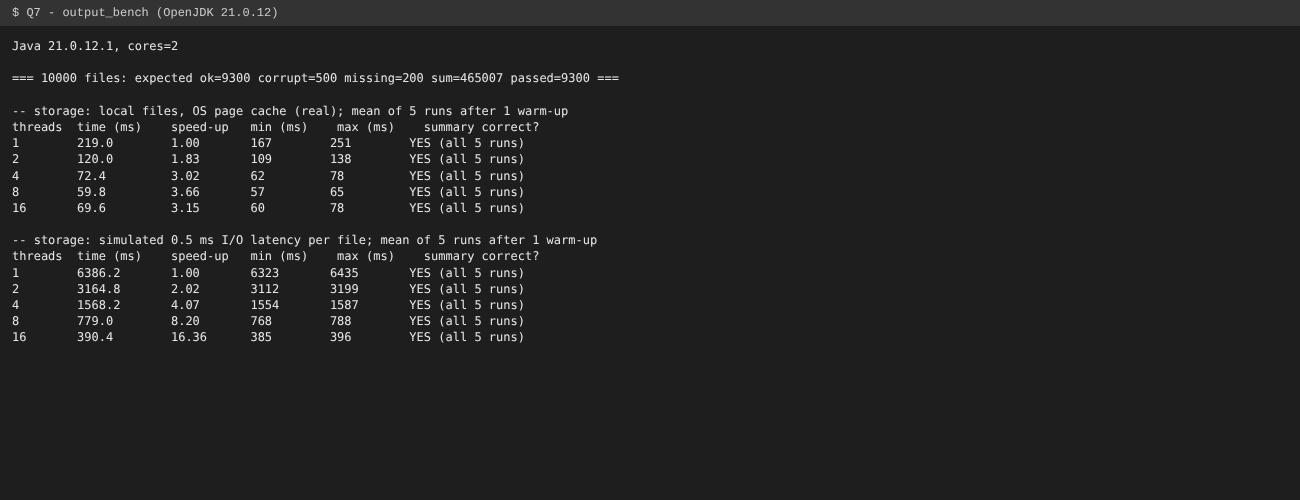 $ Q7 - output_bench (OpenJDK 21.0.12)
Java 21.0.12.1, cores=2
=== 10000 files: expected ok=9300 corrupt=500 missing=200 sum=465007 passed=9300 ===
-- storage: local files, OS page cache (real); mean of 5 runs after 1 warm-up
threads  time (ms)    speed-up   min (ms)    max (ms)    summary correct?
1        219.0        1.00       167        251        YES (all 5 runs)
2        120.0        1.83       109        138        YES (all 5 runs)
4        72.4         3.02       62         78         YES (all 5 runs)
8        59.8         3.66       57         65         YES (all 5 runs)
16       69.6         3.15       60         78         YES (all 5 runs)
-- storage: simulated 0.5 ms I/O latency per file; mean of 5 runs after 1 warm-up
threads  time (ms)    speed-up   min (ms)    max (ms)    summary correct?
1        6386.2       1.00       6323       6435       YES (all 5 runs)
2        3164.8       2.02       3112       3199       YES (all 5 runs)
4        1568.2       4.07       1554       1587       YES (all 5 runs)
8        779.0        8.20       768        788        YES (all 5 runs)
16       390.4        16.36      385        396        YES (all 5 runs)